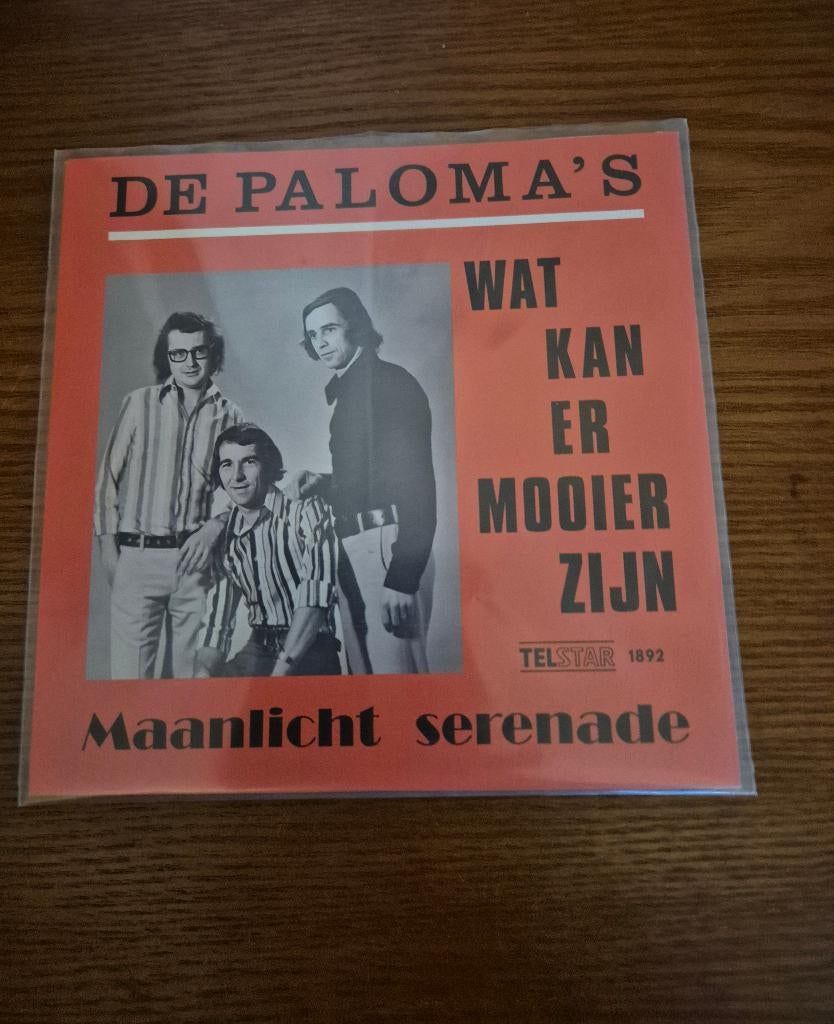 DE PALOMA'S
WAT
KAN
ER
MOOIER
ZIJN
TELSTAR 1892
Maanlicht serenade